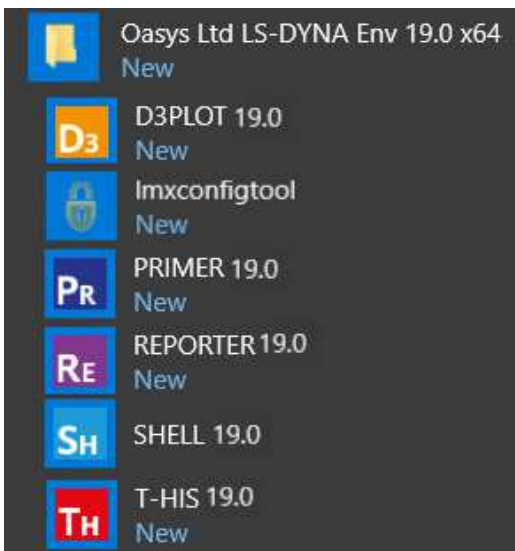 Oasys Ltd LS-DYNA Env 19.0 x64
New
D3
D3PLOT 19.0
New
lmxconfigtool
New
PR
PRIMER 19.0
New
RE
REPORTER 19.0
New
SH
SHELL 19.0
TH
T-HIS 19.0
New